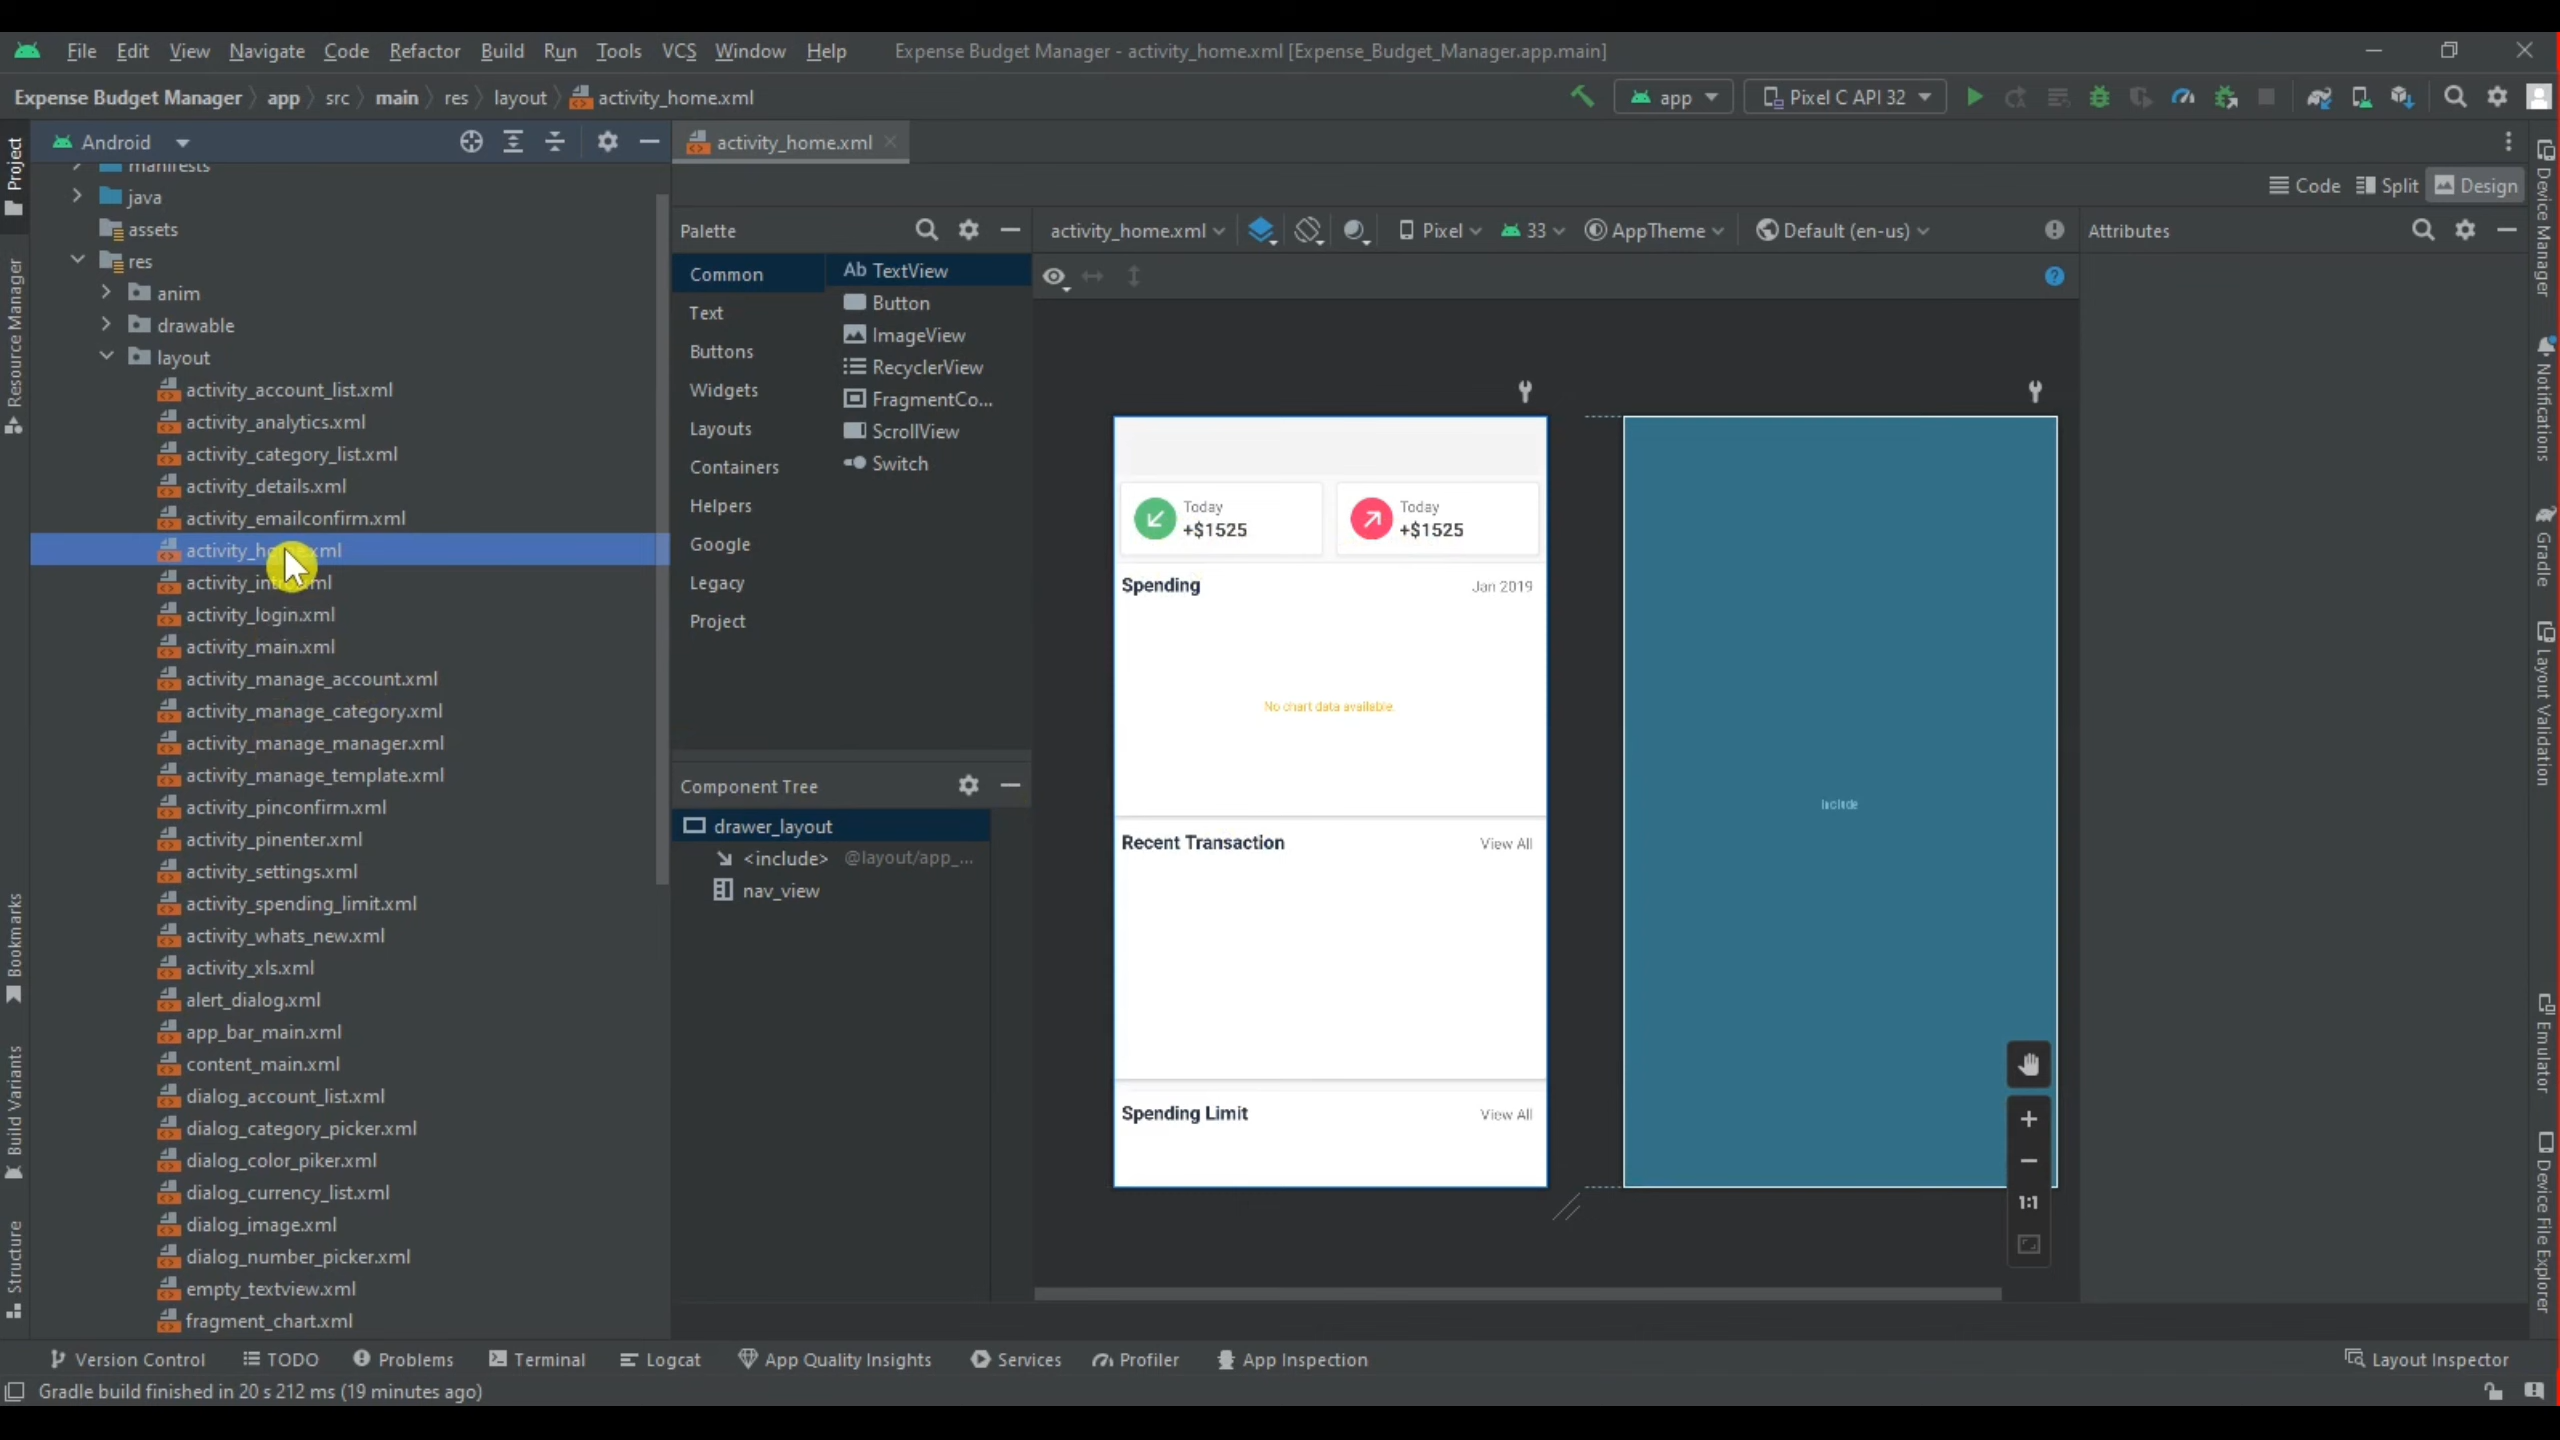 File Edit View Navigate Code Refactor Build Run Tools VCS Window Help Expense Budget Manager - activity_home.xml [Expense_Budget_Manager.app.main]
Expense Budget Manager app src main res layout activity_home.xml app Pixel C API 32
Project
Resource Manager
Bookmarks
Build Variants
Structure
Android
manifests
java
assets
res
anim
drawable
layout
activity_account_list.xml
activity_analytics.xml
activity_category_list.xml
activity_details.xml
activity_emailconfirm.xml
activity_home.xml
activity_intro.xml
activity_login.xml
activity_main.xml
activity_manage_account.xml
activity_manage_category.xml
activity_manage_manager.xml
activity_manage_template.xml
activity_pinconfirm.xml
activity_pinenter.xml
activity_settings.xml
activity_spending_limit.xml
activity_whats_new.xml
activity_xls.xml
alert_dialog.xml
app_bar_main.xml
content_main.xml
dialog_account_list.xml
dialog_category_picker.xml
dialog_color_piker.xml
dialog_currency_list.xml
dialog_image.xml
dialog_number_picker.xml
empty_textview.xml
fragment_chart.xml
activity_home.xml
Code Split Design
Palette
Common
Text
Buttons
Widgets
Layouts
Containers
Helpers
Google
Legacy
Project
Ab TextView
Button
ImageView
RecyclerView
FragmentCo...
ScrollView
Switch
Component Tree
drawer_layout
<include> @layout/app_...
nav_view
activity_home.xml Pixel 33 AppTheme Default (en-us)
Today
+$1525
Today
+$1525
Spending Jan 2019
No chart data available.
Recent Transaction View All
Spending Limit View All
include
1:1
Attributes
Device Manager
Notifications
Gradle
Layout Validation
Emulator
Device File Explorer
Version Control TODO Problems Terminal Logcat App Quality Insights Services Profiler App Inspection Layout Inspector
Gradle build finished in 20 s 212 ms (19 minutes ago)